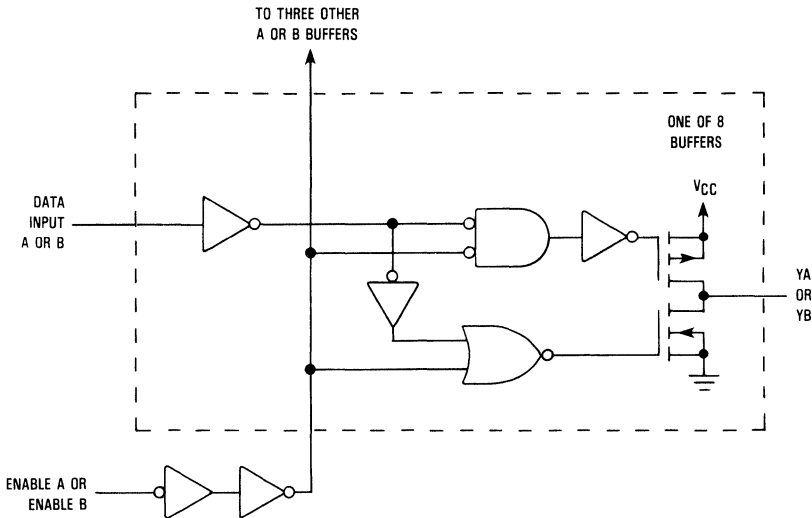 TO THREE OTHER
A OR B BUFFERS
ONE OF 8
BUFFERS
VCC
DATA
INPUT
A OR B
YA
OR
YB
ENABLE A OR
ENABLE B